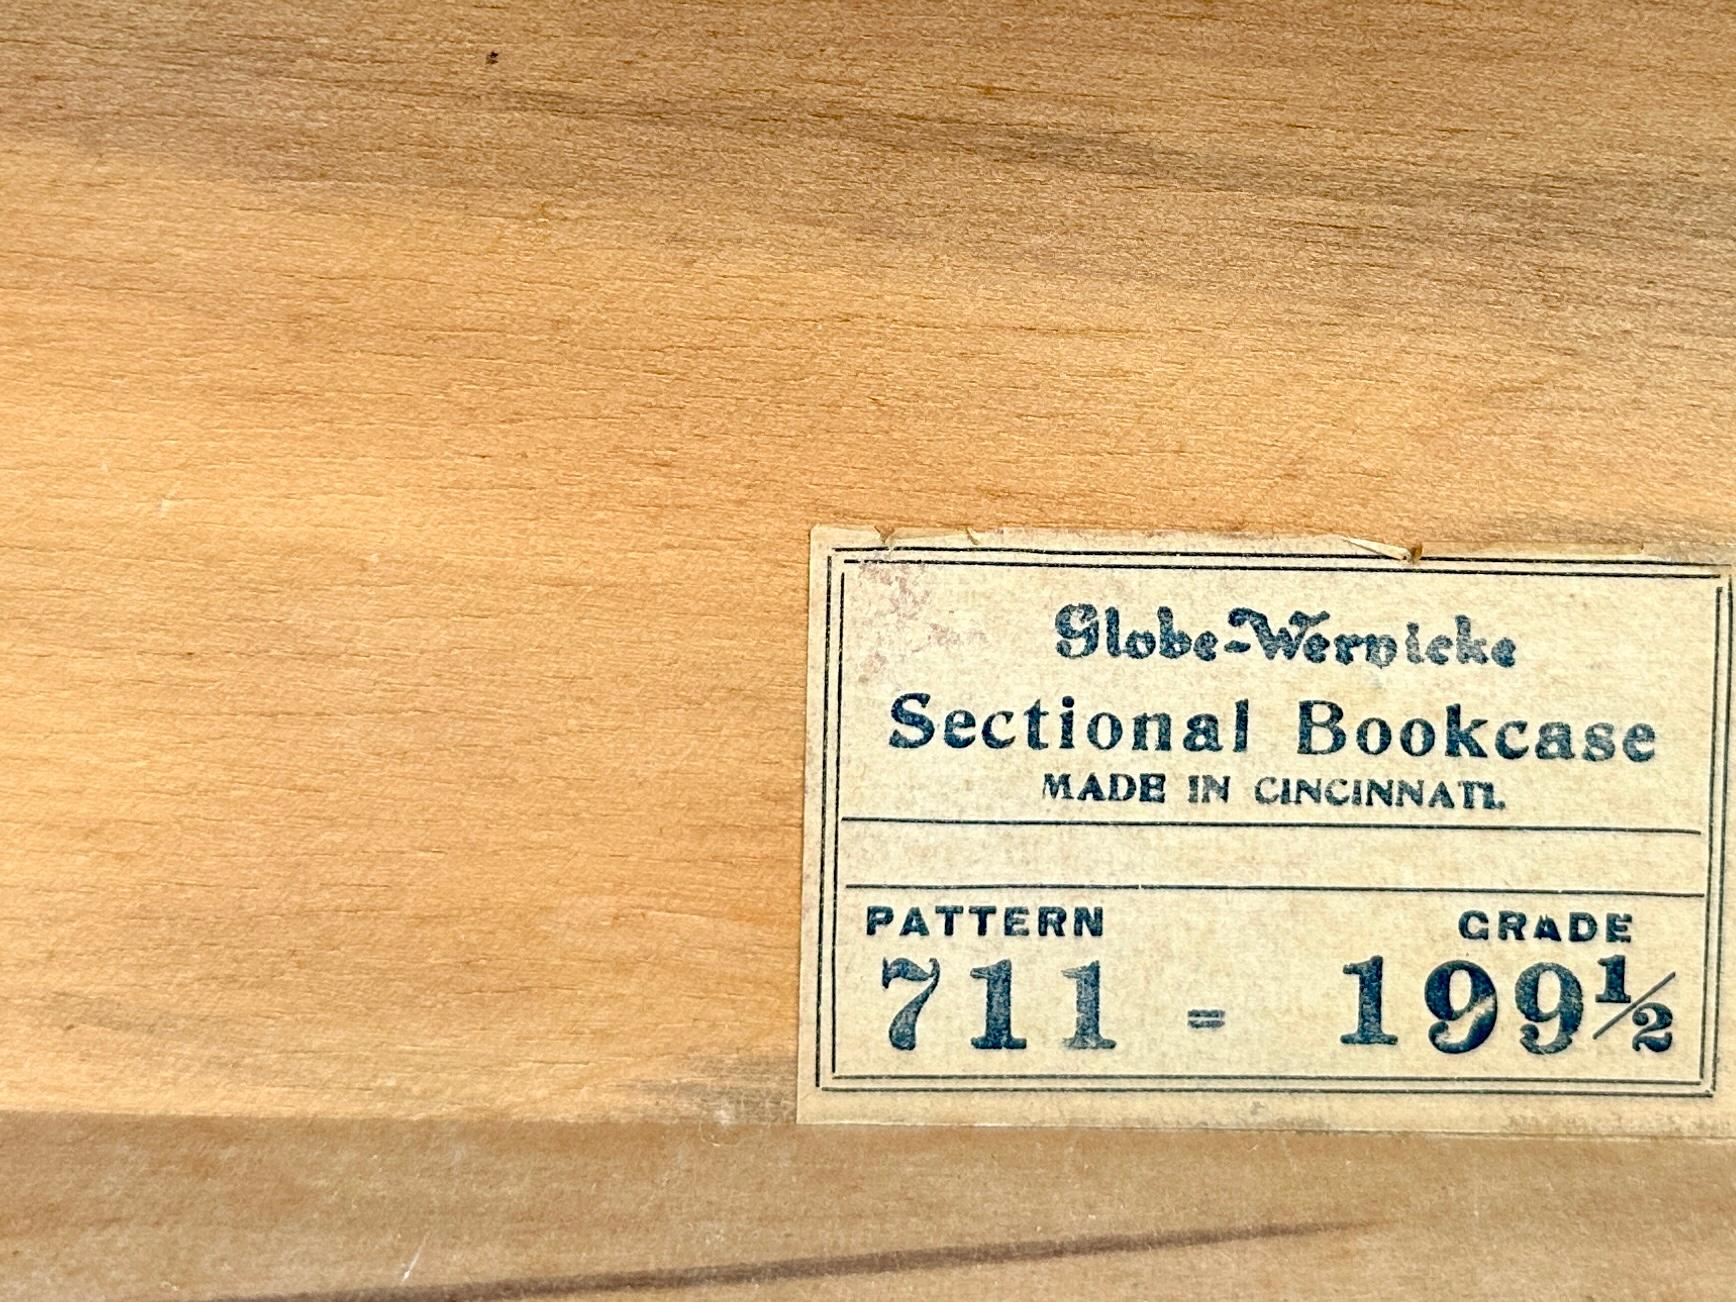 Globe-Wernicke
Sectional Bookcase
MADE IN CINCINNATI.
PATTERN GRADE
711 = 199½